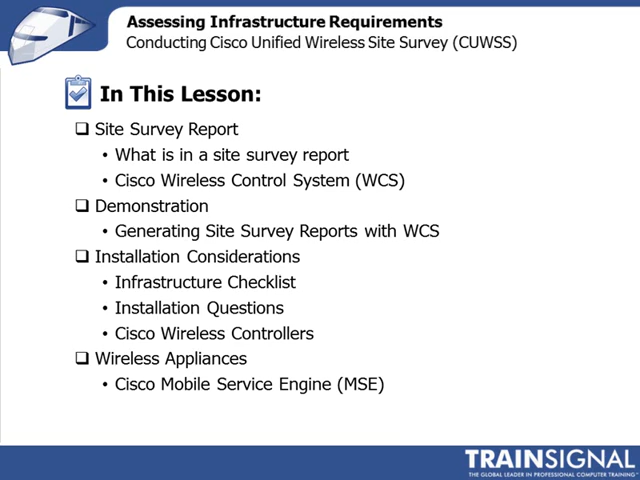 Assessing Infrastructure Requirements
Conducting Cisco Unified Wireless Site Survey (CUWSS)
In This Lesson:
❑ Site Survey Report
• What is in a site survey report
• Cisco Wireless Control System (WCS)
❑ Demonstration
• Generating Site Survey Reports with WCS
❑ Installation Considerations
• Infrastructure Checklist
• Installation Questions
• Cisco Wireless Controllers
❑ Wireless Appliances
• Cisco Mobile Service Engine (MSE)
TRAINSIGNAL
THE GLOBAL LEADER IN PROFESSIONAL COMPUTER TRAINING